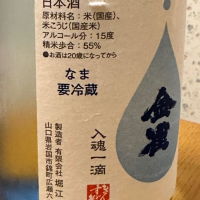 日本酒
原材料名：米（国産）、
米こうじ（国産米）
アルコール分：15度
精米歩合：55％
●お酒は20歳になってから
なま
要冷蔵
金雀
入魂一滴
製造者 有限会社 堀江
山口県岩国市錦町広瀬六